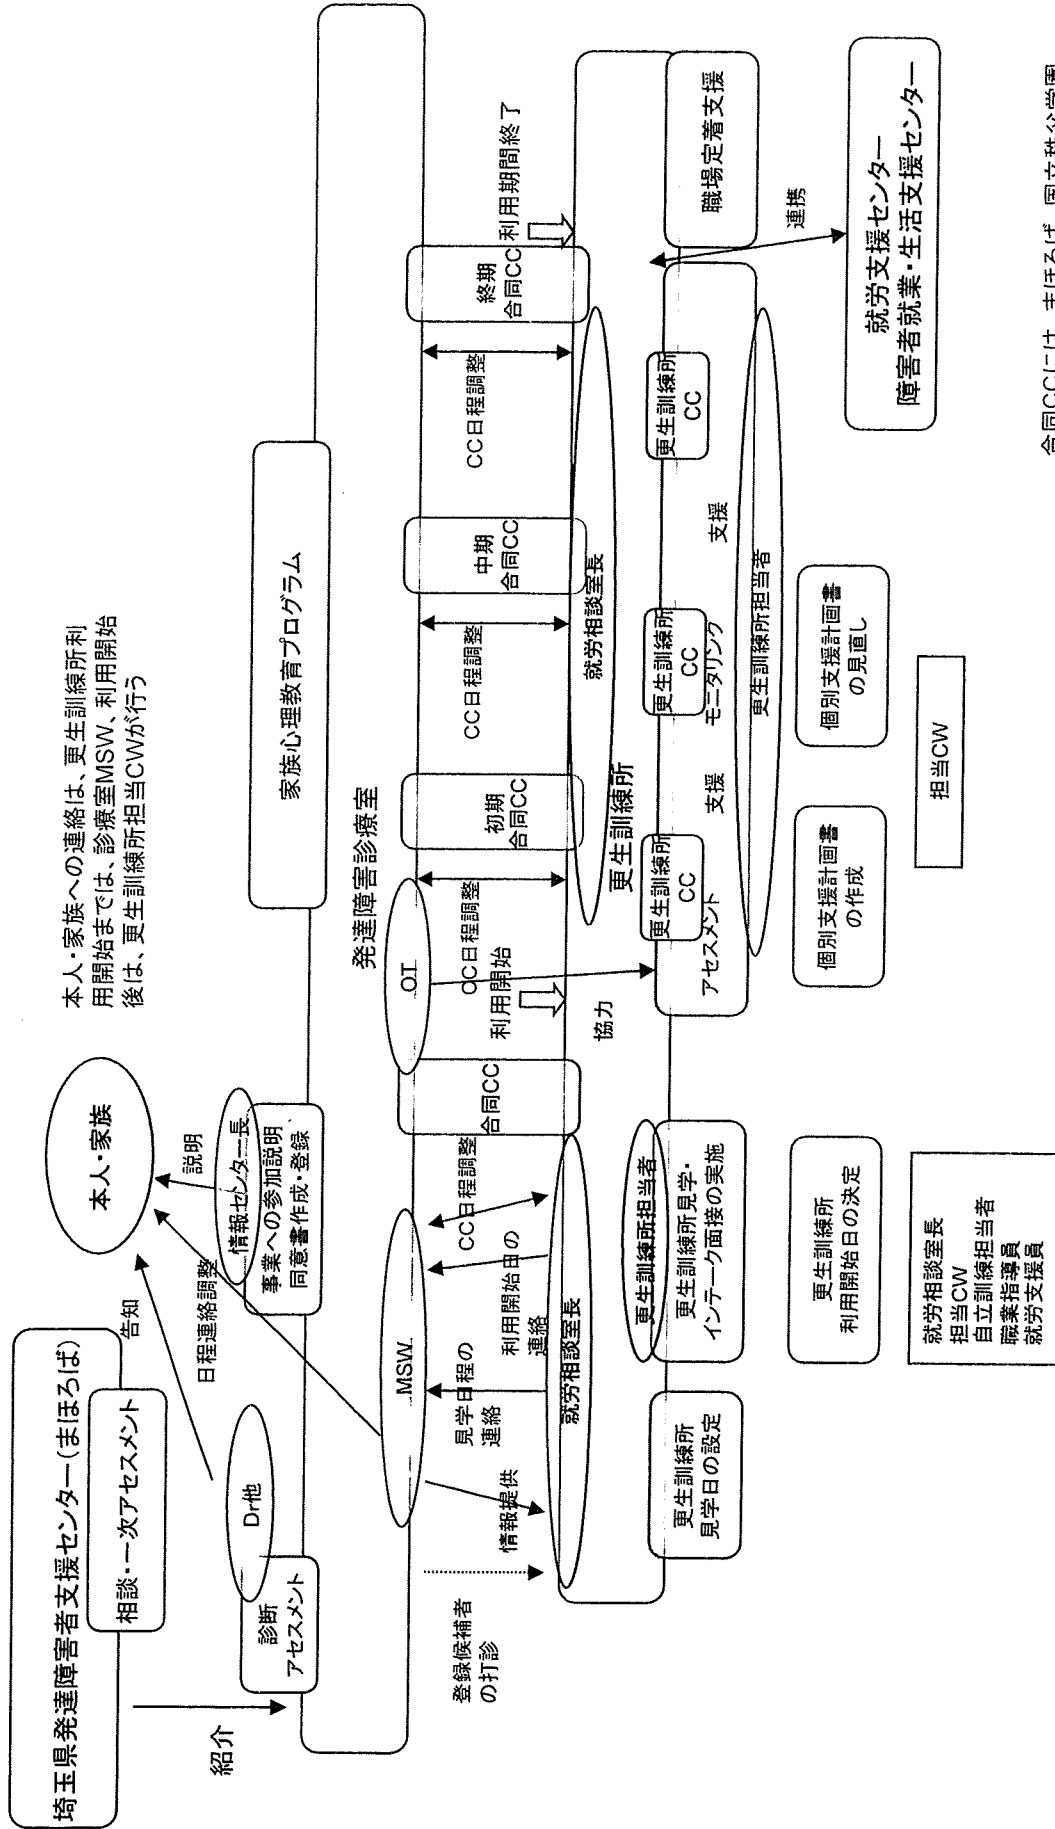 埼玉県発達障害者支援センター(まほろば)
相談・一次アセスメント
紹介
告知
本人・家族
説明
日程連絡調整
本人・家族への連絡は、更生訓練所利
用開始までは、診療室MSW、利用開始
後は、更生訓練所担当CWが行う
診断
アセスメント
Dr他
情報センター長
事業への参加説明
同意書作成・登録
家族心理教育プログラム
発達障害診療室
MSW
O.T
登録候補者
の打診
情報提供
見学日程の
連絡
利用開始日の
連絡
CC日程調整
合同CC
利用開始
CC日程調整
初期
合同CC
CC日程調整
中期
合同CC
CC日程調整
終期
合同CC
利用期間終了
就労相談室長
協力
更生訓練所
就労相談室長
更生訓練所
見学日の設定
更生訓練所担当者
更生訓練所見学・
インテーク面接の実施
アセスメント
更生訓練所
CC
支援
モニタリング
更生訓練所
CC
支援
更生訓練所
CC
職場定着支援
更生訓練所担当者
連携
更生訓練所
利用開始日の決定
個別支援計画書
の作成
個別支援計画書
の見直し
就労支援センター
障害者就業・生活支援センター
就労相談室長
担当CW
自立訓練担当者
職業指導員
就労支援員
担当CW